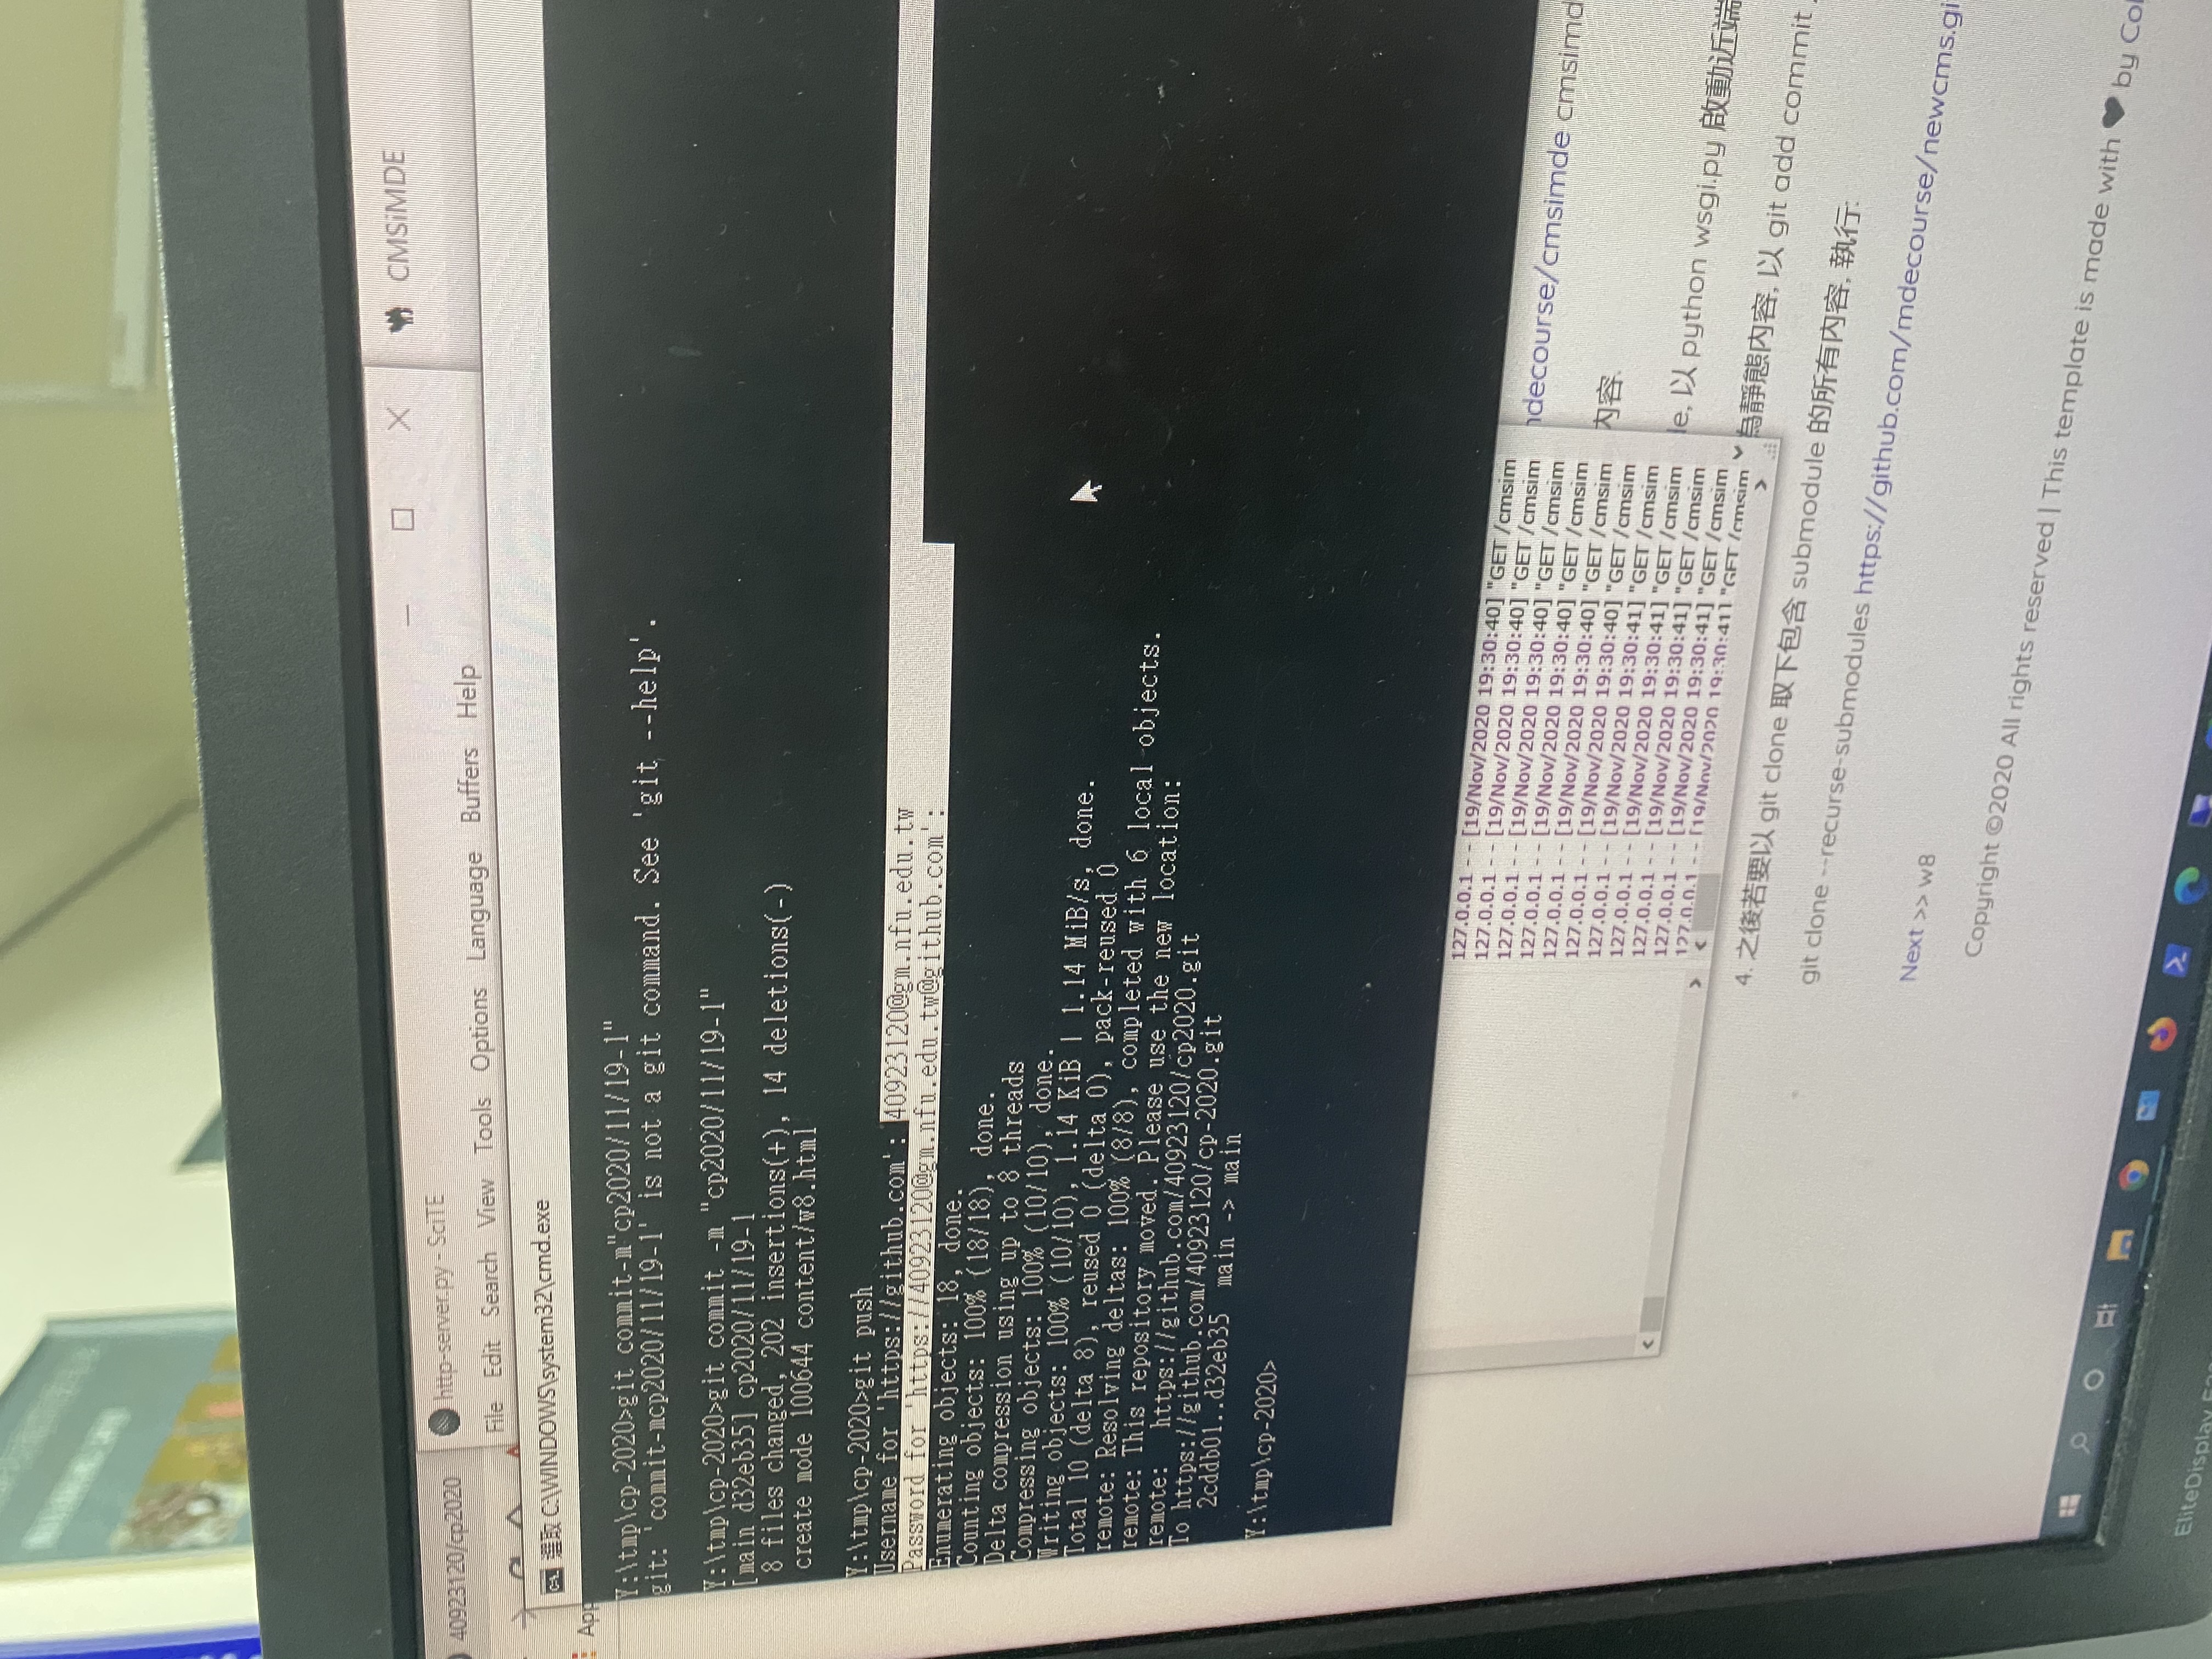 40923120/cp2020
http-server.py - SciTE
CMSiMDE
File Edit Search View Tools Options Language Buffers Help
選取 C:\WINDOWS\system32\cmd.exe
App
Y:\tmp\cp-2020>git commit-m"cp2020/11/19-1"
git: 'commit-mcp2020/11/19-1' is not a git command. See 'git --help'.
Y:\tmp\cp-2020>git commit -m "cp2020/11/19-1"
[main d32eb35] cp2020/11/19-1
8 files changed, 202 insertions(+), 14 deletions(-)
create mode 100644 content/w8.html
Y:\tmp\cp-2020>git push
Username for 'https://github.com': 40923120@gm.nfu.edu.tw
Password for 'https://40923120@gm.nfu.edu.tw@github.com':
Enumerating objects: 18, done.
Counting objects: 100% (18/18), done.
Delta compression using up to 8 threads
Compressing objects: 100% (10/10), done.
Writing objects: 100% (10/10), 1.14 KiB | 1.14 MiB/s, done.
Total 10 (delta 8), reused 0 (delta 0), pack-reused 0
remote: Resolving deltas: 100% (8/8), completed with 6 local objects.
remote: This repository moved. Please use the new location:
remote:   https://github.com/40923120/cp2020.git
To https://github.com/40923120/cp-2020.git
2cddb01..d32eb35  main -> main
Y:\tmp\cp-2020>
127.0.0.1 - - [19/Nov/2020 19:30:40] "GET /cmsim
127.0.0.1 - - [19/Nov/2020 19:30:40] "GET /cmsim
127.0.0.1 - - [19/Nov/2020 19:30:40] "GET /cmsim
127.0.0.1 - - [19/Nov/2020 19:30:40] "GET /cmsim
127.0.0.1 - - [19/Nov/2020 19:30:40] "GET /cmsim
127.0.0.1 - - [19/Nov/2020 19:30:40] "GET /cmsim
127.0.0.1 - - [19/Nov/2020 19:30:41] "GET /cmsim
127.0.0.1 - - [19/Nov/2020 19:30:41] "GET /cmsim
127.0.0.1 - - [19/Nov/2020 19:30:41] "GET /cmsim
127.0.0.1 - - [19/Nov/2020 19:30:41] "GET /cmsim
127.0.0.1 - - [19/Nov/2020 19:30:41] "GET /cmsim
ndecourse/cmsimde cmsimd
內容.
le, 以 python wsgi.py 啟動近端
為靜態內容, 以 git add commit
4. 之後若要以 git clone 取下包含 submodule 的所有內容, 執行:
git clone --recurse-submodules https://github.com/mdecourse/newcms.gi
Next >> w8
Copyright ©2020 All rights reserved | This template is made with ❤ by Col
EliteDisplay